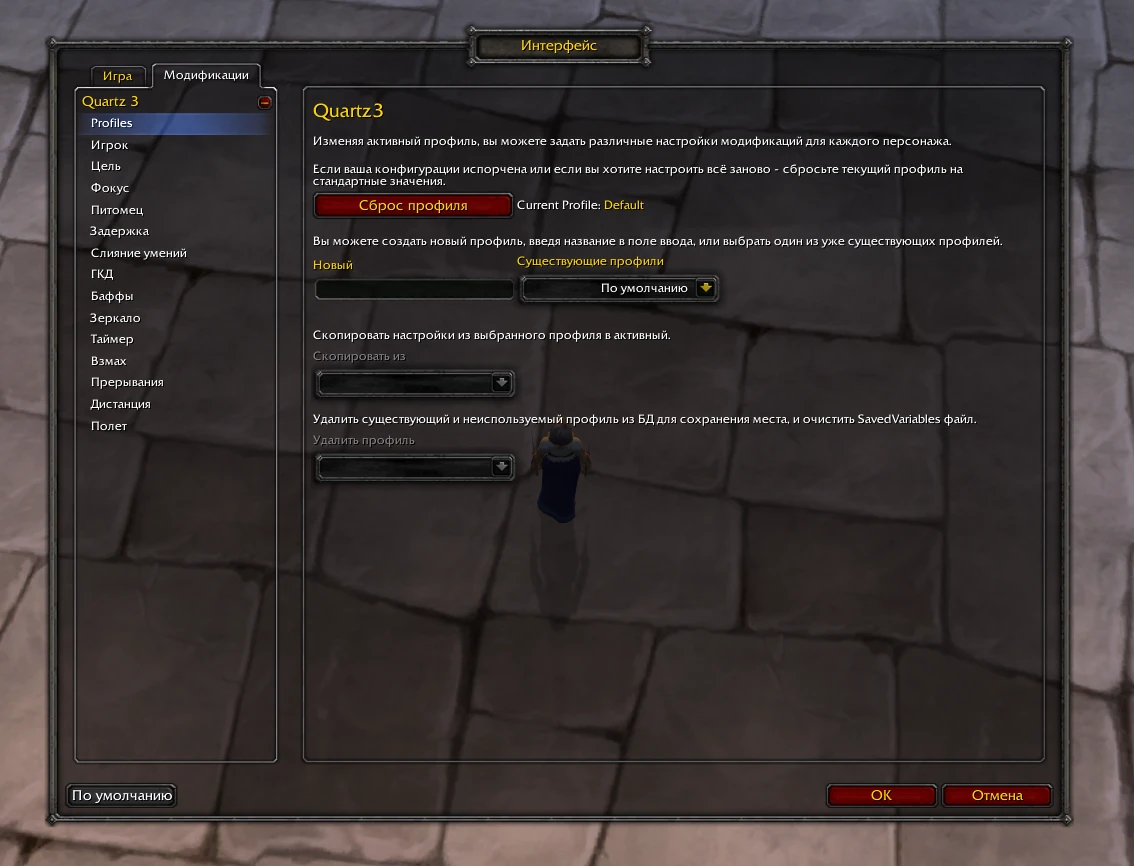 Интерфейс
Игра
Модификации
Quartz 3
Profiles
Игрок
Цель
Фокус
Питомец
Задержка
Слияние умений
ГКД
Баффы
Зеркало
Таймер
Взмах
Прерывания
Дистанция
Полет
Quartz3
Изменяя активный профиль, вы можете задать различные настройки модификаций для каждого персонажа.
Если ваша конфигурации испорчена или если вы хотите настроить всё заново - сбросьте текущий профиль на
стандартные значения.
Сброс профиля Current Profile: Default
Вы можете создать новый профиль, введя название в поле ввода, или выбрать один из уже существующих профилей.
Новый Существующие профили
По умолчанию
Скопировать настройки из выбранного профиля в активный.
Скопировать из
Удалить существующий и неиспользуемый профиль из БД для сохранения места, и очистить SavedVariables файл.
Удалить профиль
По умолчанию ОК Отмена